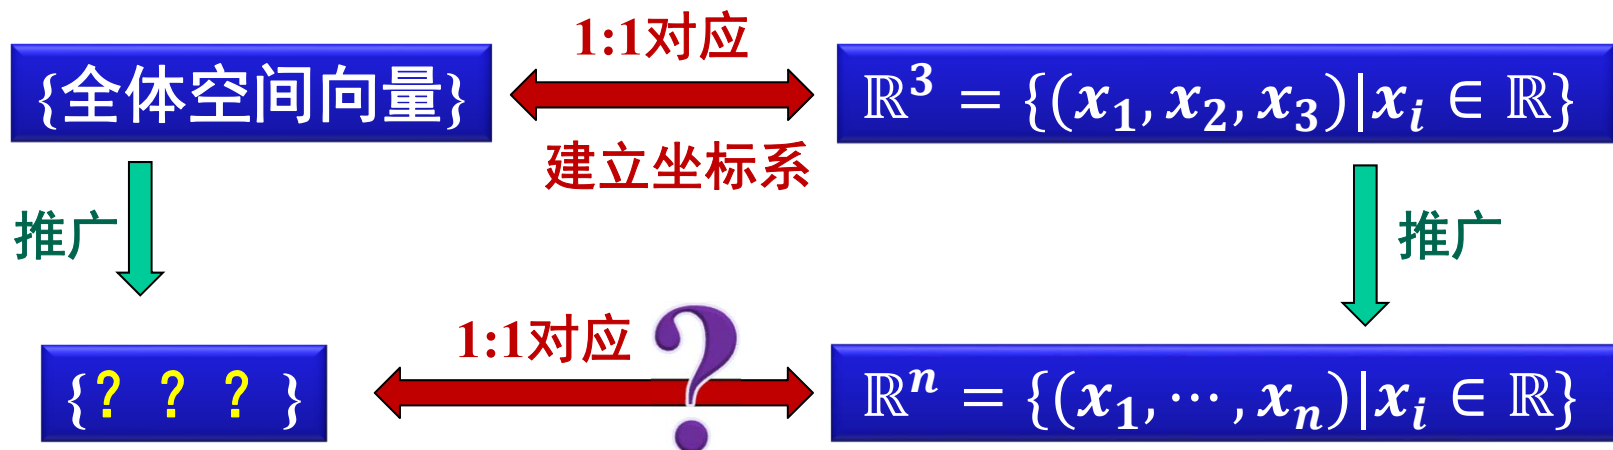 1:1对应
{全体空间向量}
ℝ³ = {(x₁, x₂, x₃)|xᵢ ∈ ℝ}
建立坐标系
推广
推广
1:1对应
?
{? ? ?}
ℝⁿ = {(x₁, ⋯, xₙ)|xᵢ ∈ ℝ}